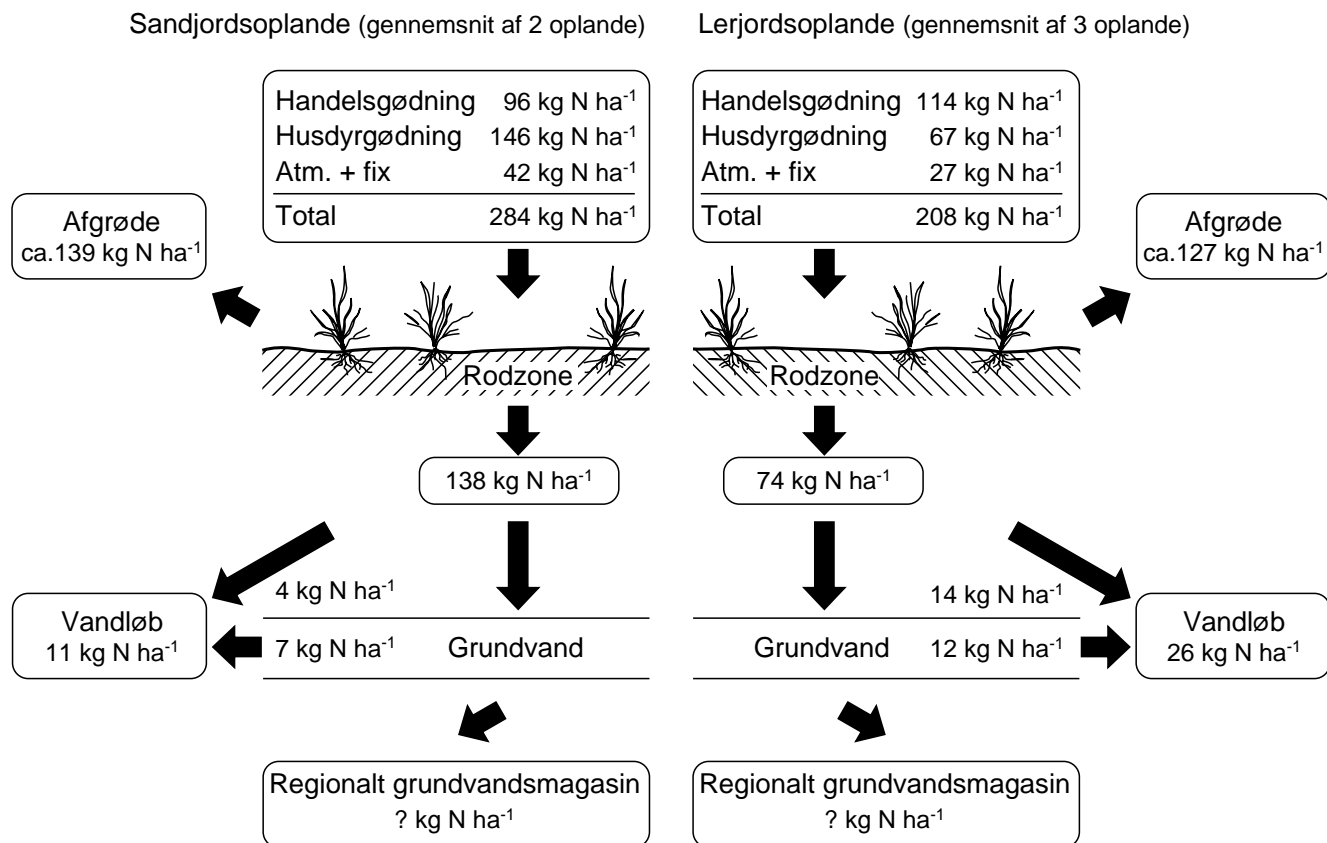 Sandjordsoplande (gennemsnit af 2 oplande)
Handelsgødning 96 kg N ha⁻¹
Husdyrgødning 146 kg N ha⁻¹
Atm. + fix 42 kg N ha⁻¹
Total 284 kg N ha⁻¹
Afgrøde
ca.139 kg N ha⁻¹
Rodzone
138 kg N ha⁻¹
4 kg N ha⁻¹
Vandløb
11 kg N ha⁻¹
7 kg N ha⁻¹ Grundvand
Regionalt grundvandsmagasin
? kg N ha⁻¹
Lerjordsoplande (gennemsnit af 3 oplande)
Handelsgødning 114 kg N ha⁻¹
Husdyrgødning 67 kg N ha⁻¹
Atm. + fix 27 kg N ha⁻¹
Total 208 kg N ha⁻¹
Afgrøde
ca.127 kg N ha⁻¹
Rodzone
74 kg N ha⁻¹
14 kg N ha⁻¹
Grundvand 12 kg N ha⁻¹
Vandløb
26 kg N ha⁻¹
Regionalt grundvandsmagasin
? kg N ha⁻¹